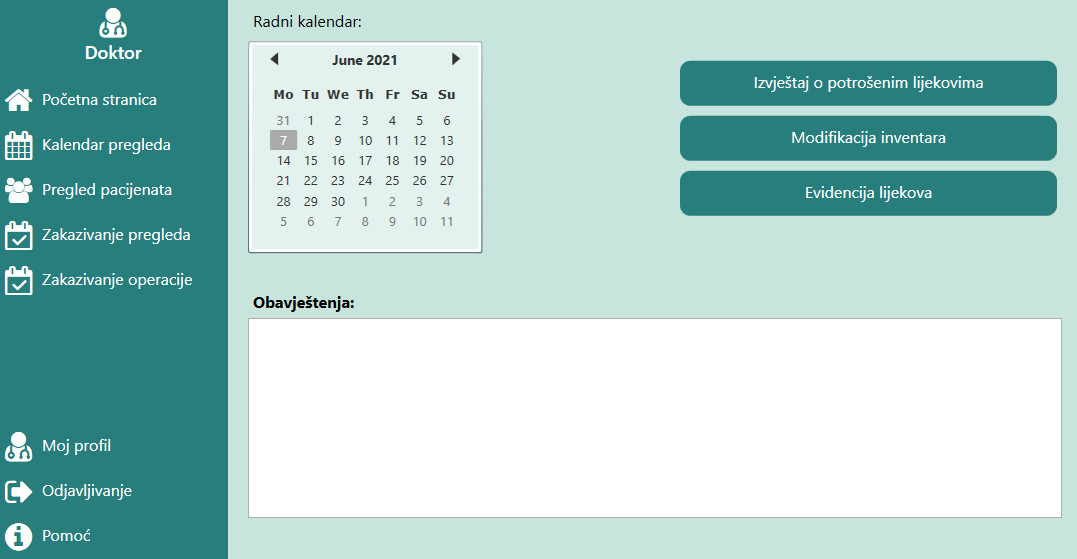 Doktor
Početna stranica
Kalendar pregleda
Pregled pacijenata
Zakazivanje pregleda
Zakazivanje operacije
Moj profil
Odjavljivanje
Pomoć
Radni kalendar:
June 2021
Mo Tu We Th Fr Sa Su
31 1 2 3 4 5 6
7 8 9 10 11 12 13
14 15 16 17 18 19 20
21 22 23 24 25 26 27
28 29 30 1 2 3 4
5 6 7 8 9 10 11
Izvještaj o potrošenim lijekovima
Modifikacija inventara
Evidencija lijekova
Obavještenja: